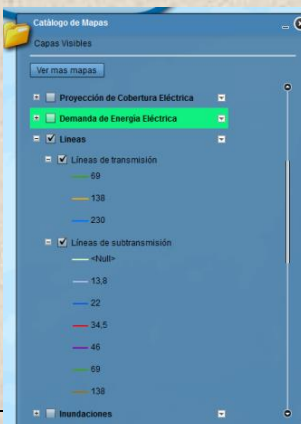 Catálogo de Mapas
Capas Visibles
Ver mas mapas
Proyección de Cobertura Eléctrica
Demanda de Energía Eléctrica
Lineas
Líneas de transmisión
69
138
230
Líneas de subtransmisión
<Null>
13,8
22
34,5
46
69
138
Inundaciones